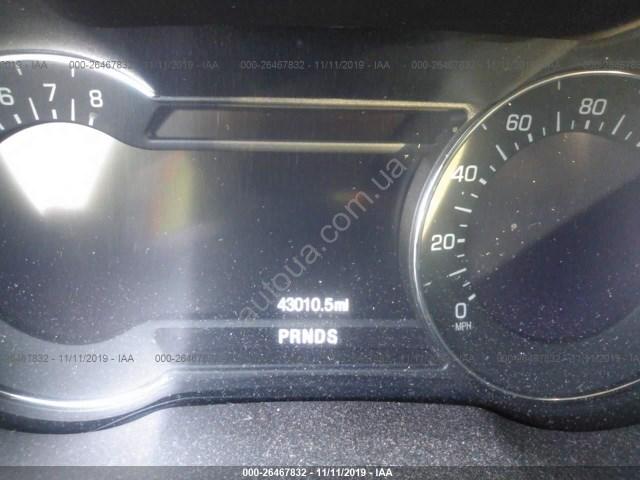 000-26467832 - 11/11/2019 - IAA
000-26467832 - 11/11/2019 - IAA
6 7 8
60 80
40
20
0
MPH
autoua.com.ua
43010.5mi
PRNDS
000-26467832 - 11/11/2019 - IAA
000-26467832 - 11/11/2019 - IAA
000-26467832 - 11/11/2019 - IAA